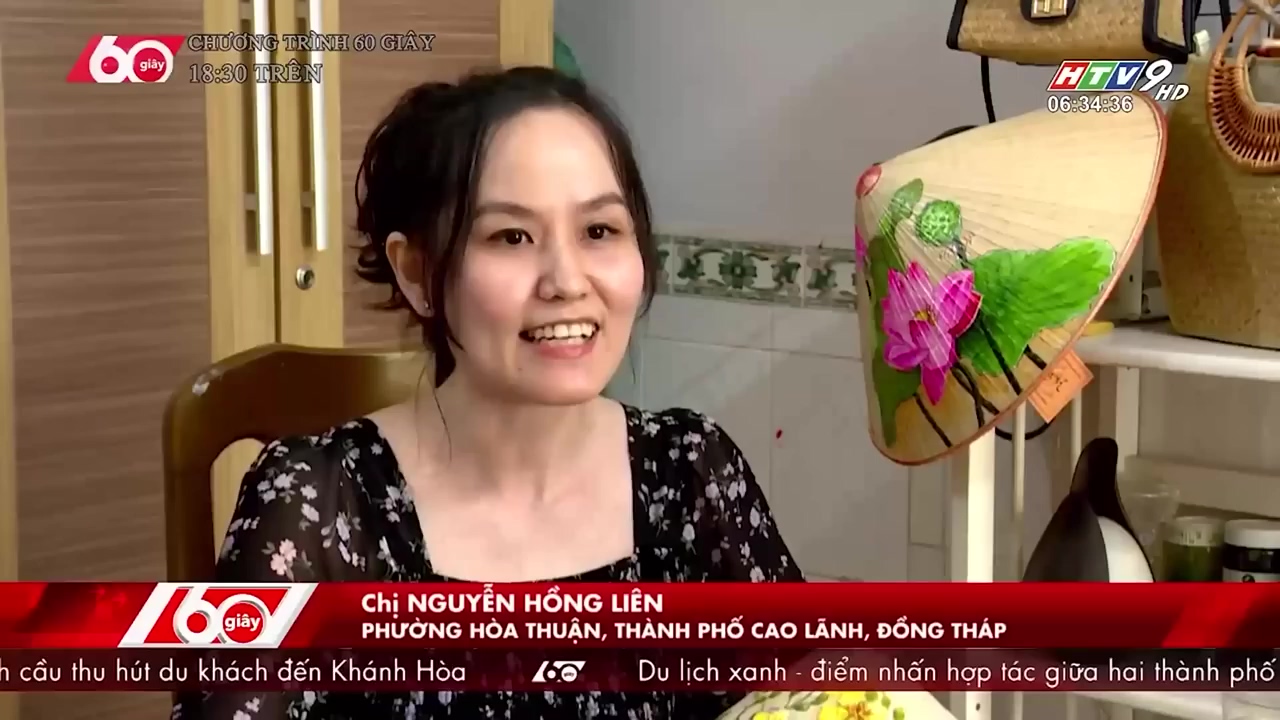 60 giây
CHƯƠNG TRÌNH 60 GIÂY
18:30 TRÊN
HTV9 HD
06:34:36
60 giây
Chị NGUYỄN HỒNG LIÊN
PHƯỜNG HÒA THUẬN, THÀNH PHỐ CAO LÃNH, ĐỒNG THÁP
h cầu thu hút du khách đến Khánh Hòa 60 giây Du lịch xanh - điểm nhấn hợp tác giữa hai thành phố